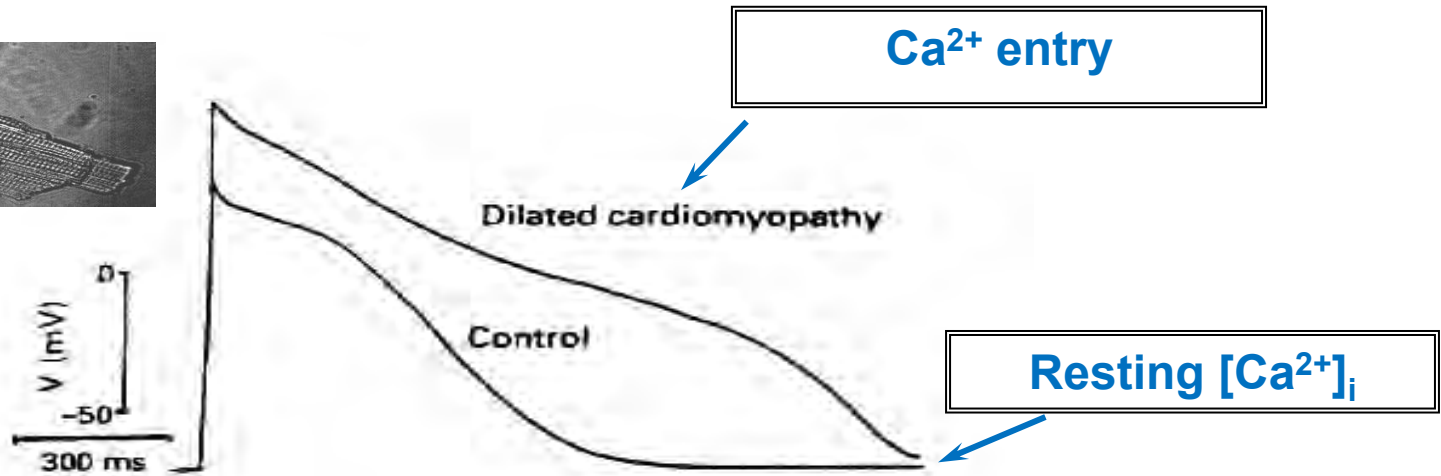 Ca²⁺ entry
Dilated cardiomyopathy
0
V (mV)
Control
Resting [Ca²⁺]ᵢ
−50
300 ms